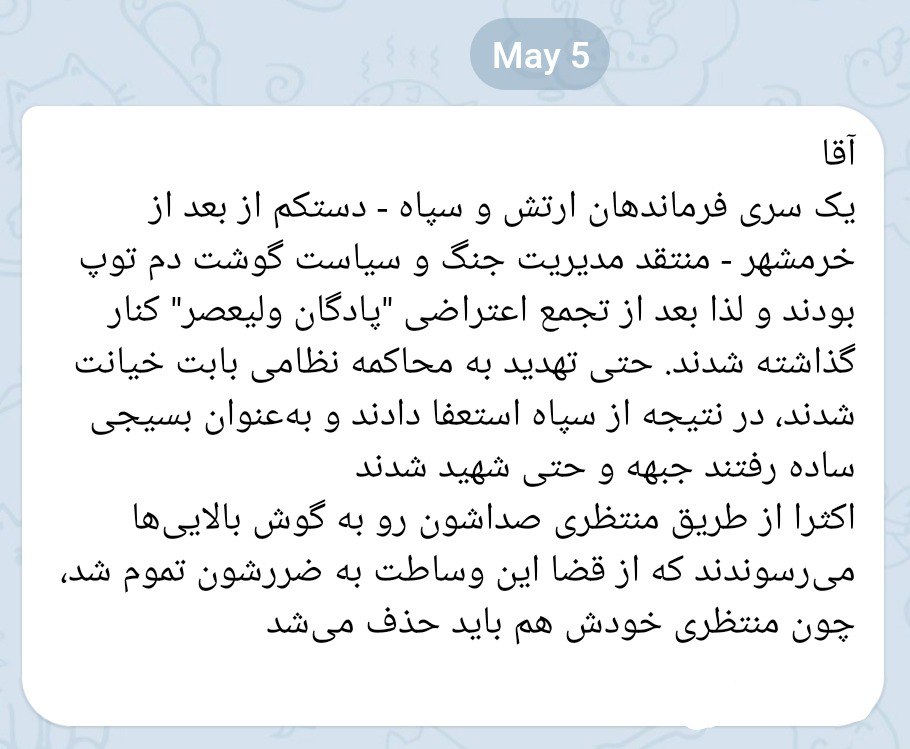 May 5
آقا
یک سری فرماندهان ارتش و سپاه - دستکم از بعد از
خرمشهر - منتقد مدیریت جنگ و سیاست گوشت دم توپ
بودند و لذا بعد از تجمع اعتراضی "پادگان ولیعصر" کنار
گذاشته شدند. حتی تهدید به محاکمه نظامی بابت خیانت
شدند، در نتیجه از سپاه استعفا دادند و به‌عنوان بسیجی
ساده رفتند جبهه و حتی شهید شدند
اکثرا از طریق منتظری صداشون رو به گوش بالایی‌ها
می‌رسوندند که از قضا این وساطت به ضررشون تموم شد،
چون منتظری خودش هم باید حذف می‌شد